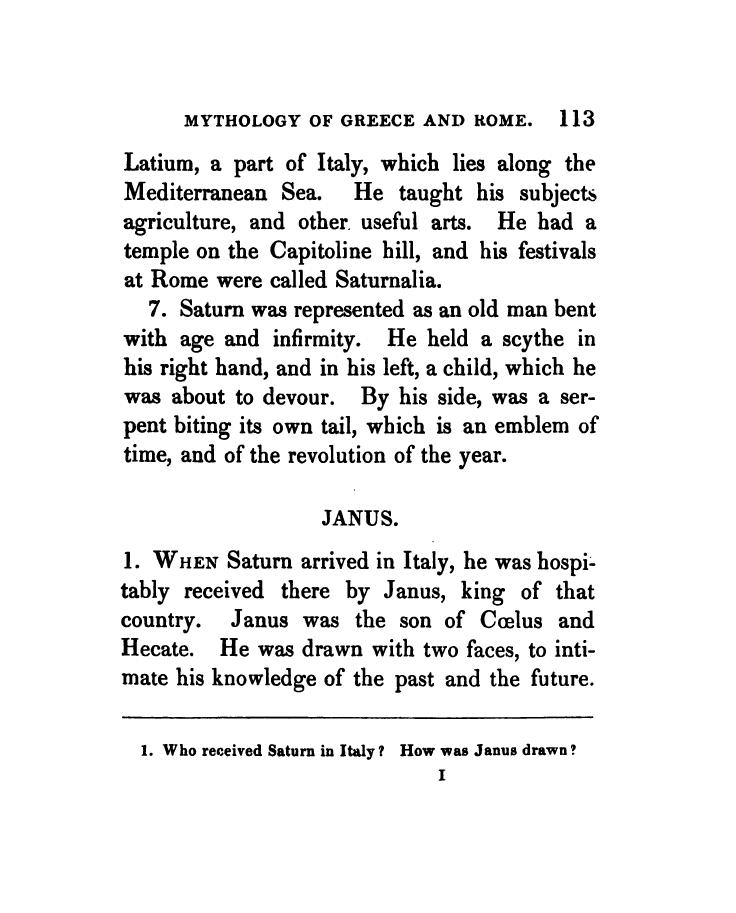 MYTHOLOGY OF GREECE AND ROME. 113
Latium, a part of Italy, which lies along the
Mediterranean Sea. He taught his subjects
agriculture, and other useful arts. He had a
temple on the Capitoline hill, and his festivals
at Rome were called Saturnalia.
7. Saturn was represented as an old man bent
with age and infirmity. He held a scythe in
his right hand, and in his left, a child, which he
was about to devour. By his side, was a ser-
pent biting its own tail, which is an emblem of
time, and of the revolution of the year.
JANUS.
1. WHEN Saturn arrived in Italy, he was hospi-
tably received there by Janus, king of that
country. Janus was the son of Cœlus and
Hecate. He was drawn with two faces, to inti-
mate his knowledge of the past and the future.
1. Who received Saturn in Italy? How was Janus drawn?
I